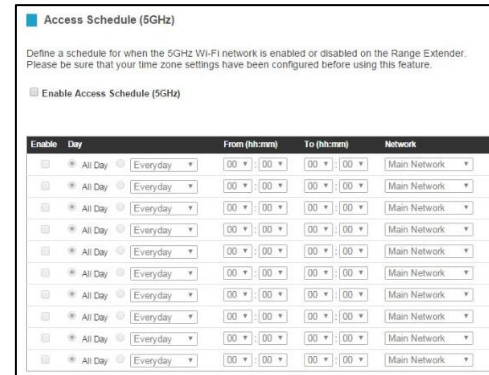 Access Schedule (5GHz)
Define a schedule for when the 5GHz Wi-Fi network is enabled or disabled on the Range Extender.
Please be sure that your time zone settings have been configured before using this feature.
Enable Access Schedule (5GHz)
Enable Day From (hh:mm) To (hh:mm) Network
All Day Everyday 00 : 00 00 : 00 Main Network
All Day Everyday 00 : 00 00 : 00 Main Network
All Day Everyday 00 : 00 00 : 00 Main Network
All Day Everyday 00 : 00 00 : 00 Main Network
All Day Everyday 00 : 00 00 : 00 Main Network
All Day Everyday 00 : 00 00 : 00 Main Network
All Day Everyday 00 : 00 00 : 00 Main Network
All Day Everyday 00 : 00 00 : 00 Main Network
All Day Everyday 00 : 00 00 : 00 Main Network
All Day Everyday 00 : 00 00 : 00 Main Network